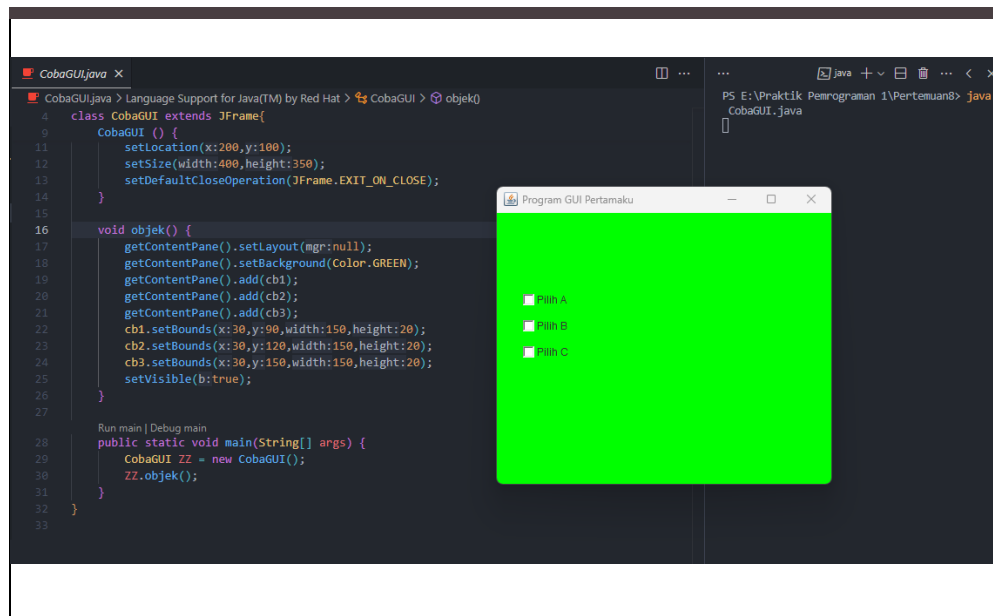 CobaGUI.java
java
CobaGUI.java > Language Support for Java(TM) by Red Hat > CobaGUI > objek()
4 class CobaGUI extends JFrame{
9 CobaGUI () {
11 setLocation(x:200,y:100);
12 setSize(width:400,height:350);
13 setDefaultCloseOperation(JFrame.EXIT_ON_CLOSE);
14 }
15
16 void objek() {
17 getContentPane().setLayout(mgr:null);
18 getContentPane().setBackground(Color.GREEN);
19 getContentPane().add(cb1);
20 getContentPane().add(cb2);
21 getContentPane().add(cb3);
22 cb1.setBounds(x:30,y:90,width:150,height:20);
23 cb2.setBounds(x:30,y:120,width:150,height:20);
24 cb3.setBounds(x:30,y:150,width:150,height:20);
25 setVisible(b:true);
26 }
27
Run main | Debug main
28 public static void main(String[] args) {
29 CobaGUI ZZ = new CobaGUI();
30 ZZ.objek();
31 }
32 }
33
PS E:\Praktik Pemrograman 1\Pertemuan8> java
CobaGUI.java
Program GUI Pertamaku
Pilih A
Pilih B
Pilih C